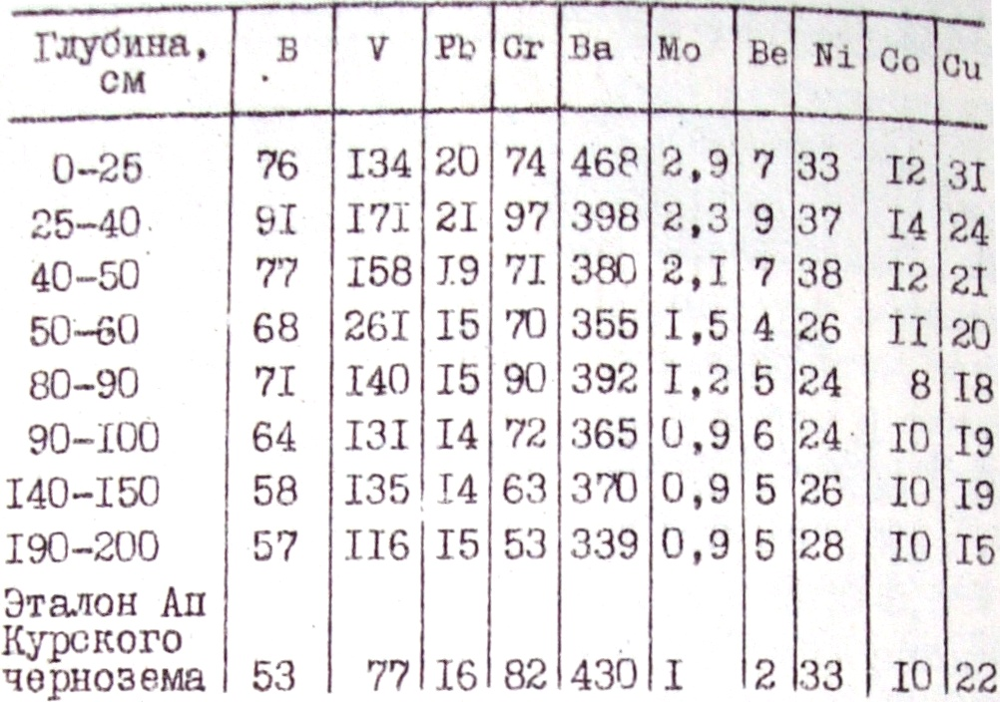 Глубина, см B V Pb Cr Ba Mo Be Ni Co Cu
0-25 76 I34 20 74 468 2,9 7 33 I2 3I
25-40 9I I7I 2I 97 398 2,3 9 37 I4 24
40-50 77 I58 I9 7I 380 2,I 7 38 I2 2I
50-60 68 26I I5 70 355 I,5 4 26 II 20
80-90 7I I40 I5 90 392 I,2 5 24 8 I8
90-I00 64 I3I I4 72 365 0,9 6 24 I0 I9
I40-I50 58 I35 I4 63 370 0,9 5 26 I0 I9
I90-200 57 II6 I5 53 339 0,9 5 28 I0 I5
Эталон Ап
Курского
чернозема 53 77 I6 82 430 I 2 33 I0 22